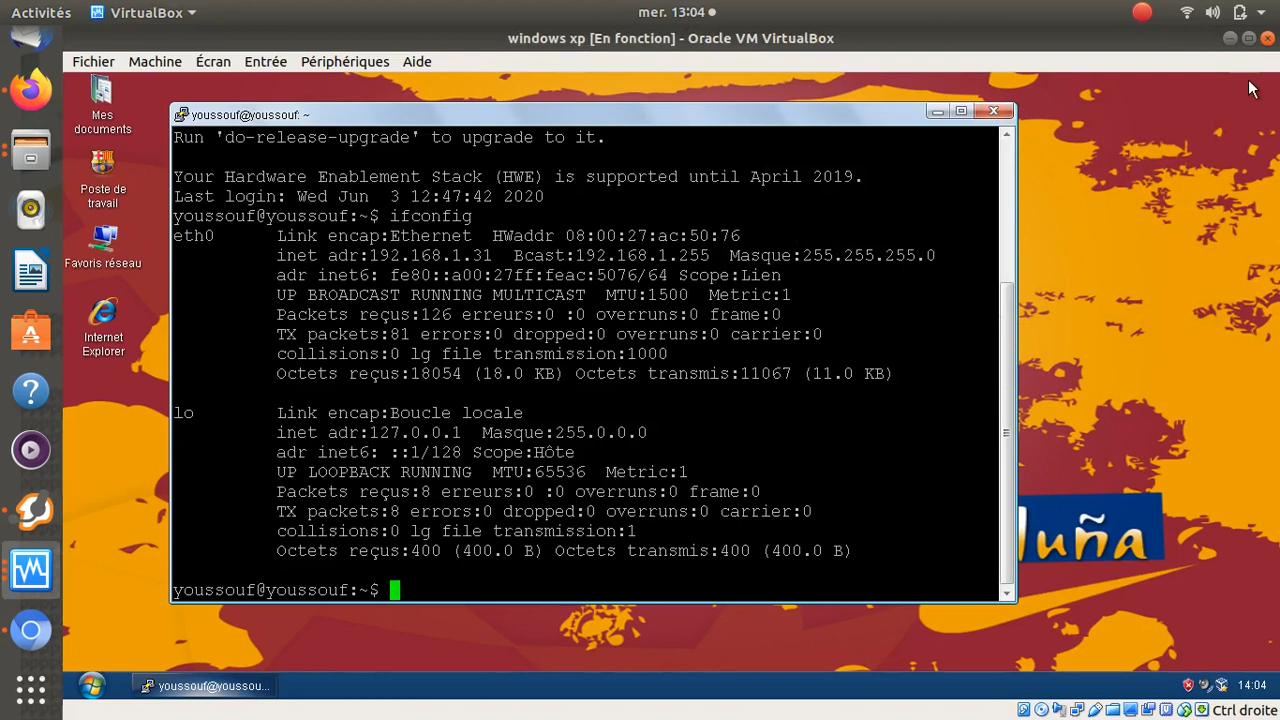 Activités VirtualBox mer. 13:04
windows xp [En fonction] - Oracle VM VirtualBox
Fichier Machine Écran Entrée Périphériques Aide
Mes documents
Poste de travail
Favoris réseau
Internet Explorer
youssouf@youssouf: ~
Run 'do-release-upgrade' to upgrade to it.
Your Hardware Enablement Stack (HWE) is supported until April 2019.
Last login: Wed Jun  3 12:47:42 2020
youssouf@youssouf:~$ ifconfig
eth0      Link encap:Ethernet  HWaddr 08:00:27:ac:50:76
          inet adr:192.168.1.31  Bcast:192.168.1.255  Masque:255.255.255.0
          adr inet6: fe80::a00:27ff:feac:5076/64 Scope:Lien
          UP BROADCAST RUNNING MULTICAST  MTU:1500  Metric:1
          Packets reçus:126 erreurs:0 :0 overruns:0 frame:0
          TX packets:81 errors:0 dropped:0 overruns:0 carrier:0
          collisions:0 lg file transmission:1000
          Octets reçus:18054 (18.0 KB) Octets transmis:11067 (11.0 KB)
lo        Link encap:Boucle locale
          inet adr:127.0.0.1  Masque:255.0.0.0
          adr inet6: ::1/128 Scope:Hôte
          UP LOOPBACK RUNNING  MTU:65536  Metric:1
          Packets reçus:8 erreurs:0 :0 overruns:0 frame:0
          TX packets:8 errors:0 dropped:0 overruns:0 carrier:0
          collisions:0 lg file transmission:1
          Octets reçus:400 (400.0 B) Octets transmis:400 (400.0 B)
youssouf@youssouf:~$
luña
youssouf@youssou... 14:04
Ctrl droite